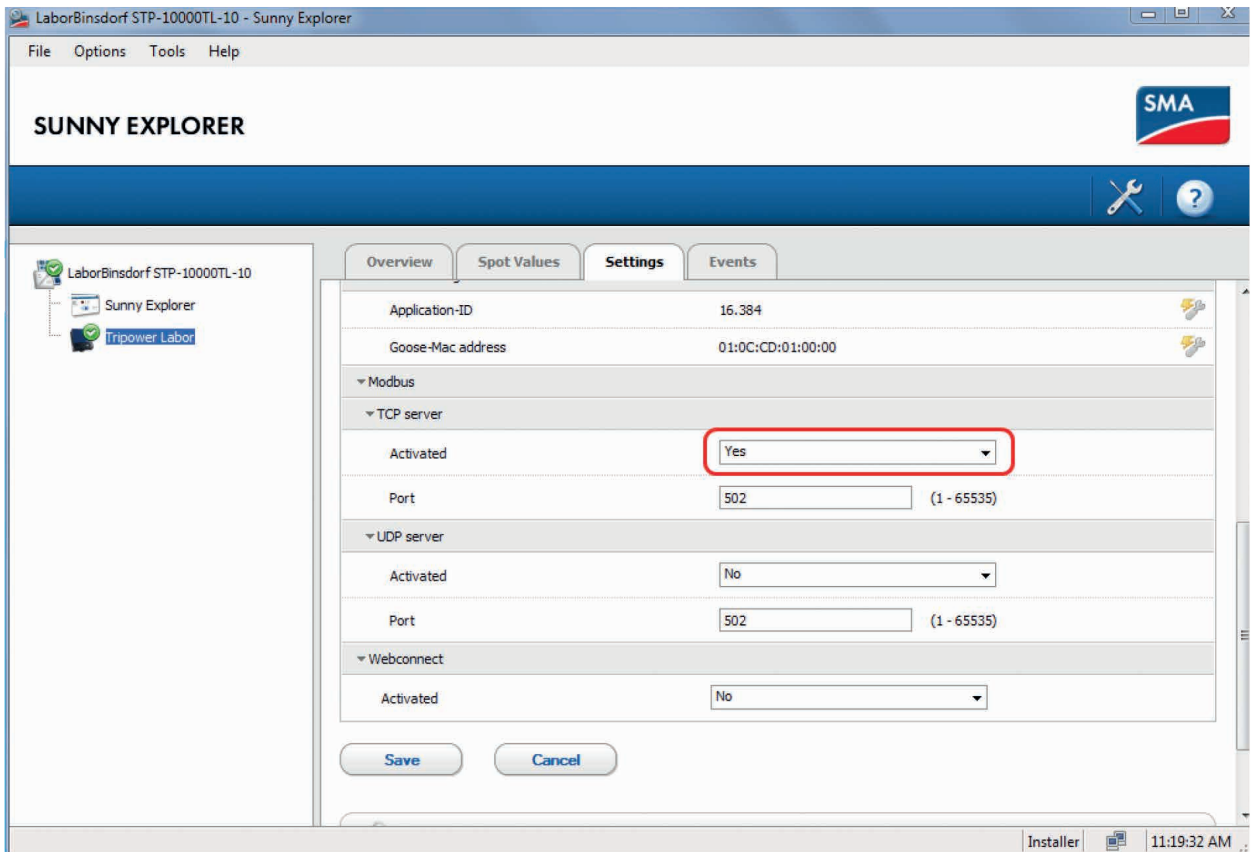 LaborBinsdorf STP-10000TL-10 - Sunny Explorer
File Options Tools Help
SUNNY EXPLORER
SMA
?
LaborBinsdorf STP-10000TL-10
Sunny Explorer
Tripower Labor
Overview Spot Values Settings Events
Application-ID 16.384
Goose-Mac address 01:0C:CD:01:00:00
Modbus
TCP server
Activated Yes
Port 502 (1 - 65535)
UDP server
Activated No
Port 502 (1 - 65535)
Webconnect
Activated No
Save Cancel
Installer 11:19:32 AM